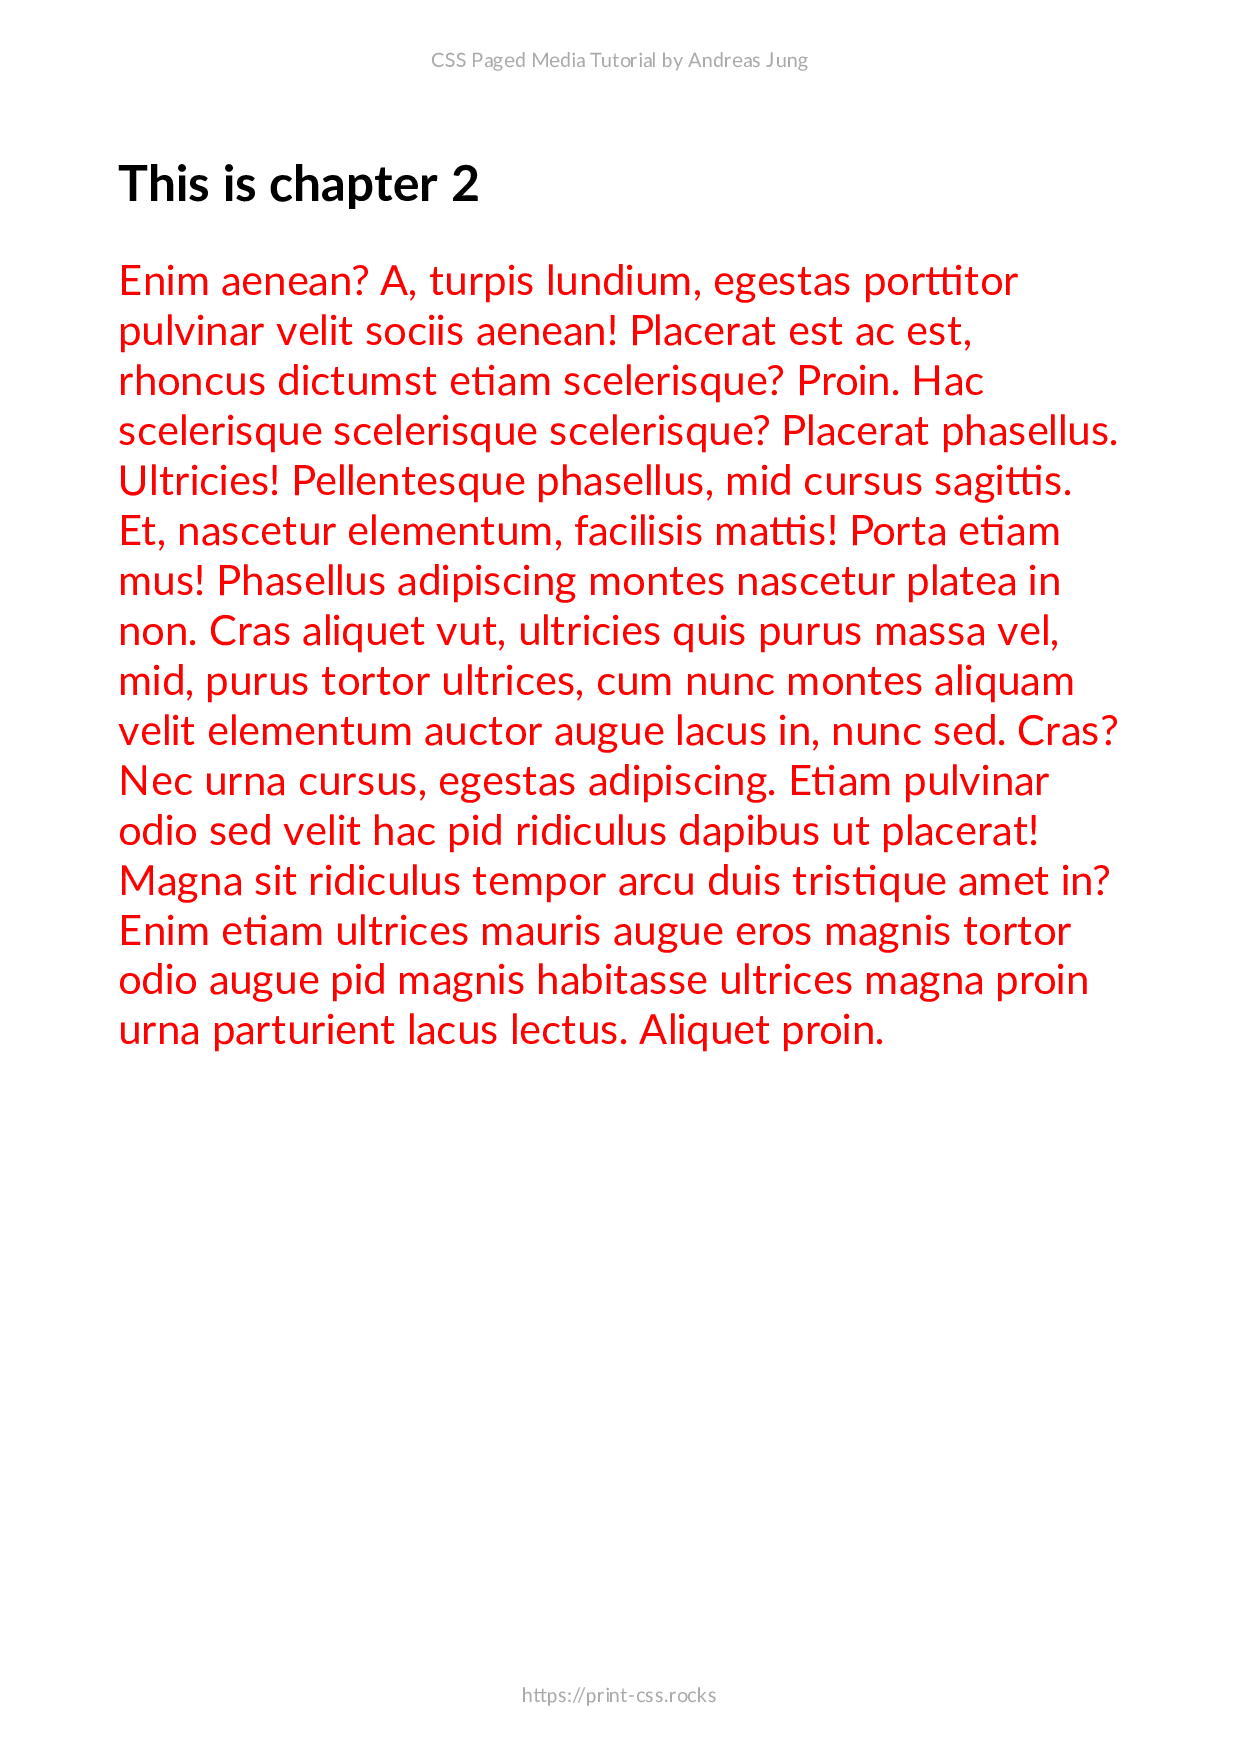 CSS Paged Media Tutorial by Andreas Jung
This is chapter 2
Enim aenean? A, turpis lundium, egestas porttitor
pulvinar velit sociis aenean! Placerat est ac est,
rhoncus dictumst etiam scelerisque? Proin. Hac
scelerisque scelerisque scelerisque? Placerat phasellus.
Ultricies! Pellentesque phasellus, mid cursus sagittis.
Et, nascetur elementum, facilisis mattis! Porta etiam
mus! Phasellus adipiscing montes nascetur platea in
non. Cras aliquet vut, ultricies quis purus massa vel,
mid, purus tortor ultrices, cum nunc montes aliquam
velit elementum auctor augue lacus in, nunc sed. Cras?
Nec urna cursus, egestas adipiscing. Etiam pulvinar
odio sed velit hac pid ridiculus dapibus ut placerat!
Magna sit ridiculus tempor arcu duis tristique amet in?
Enim etiam ultrices mauris augue eros magnis tortor
odio augue pid magnis habitasse ultrices magna proin
urna parturient lacus lectus. Aliquet proin.
https://print-css.rocks